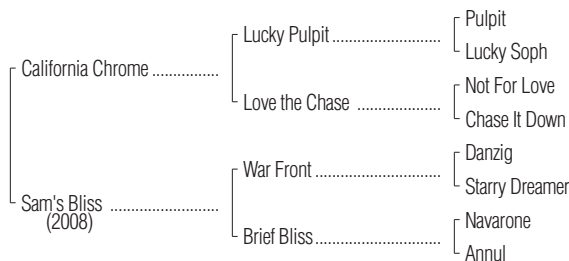 Pulpit
Lucky Pulpit
Lucky Soph
California Chrome
Not For Love
Love the Chase
Chase It Down
Danzig
War Front
Starry Dreamer
Sam's Bliss
(2008)
Navarone
Brief Bliss
Annul